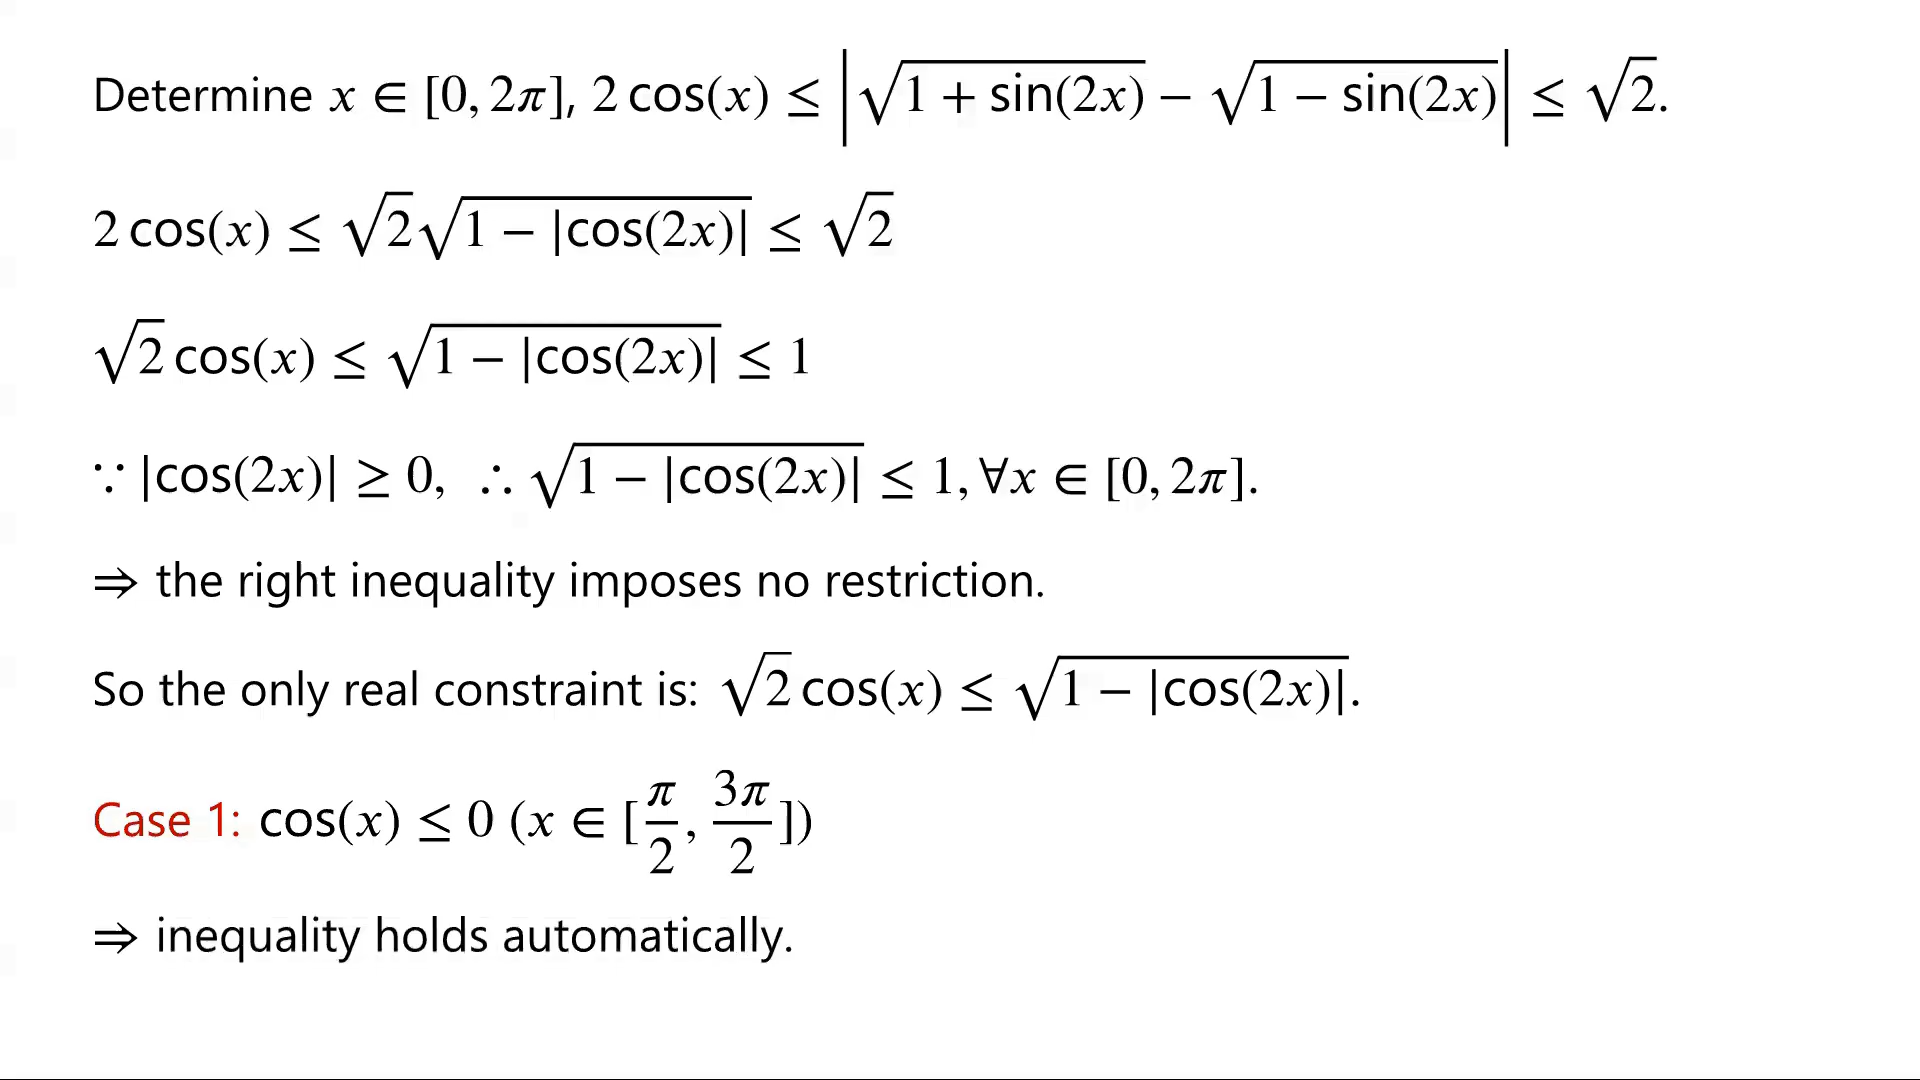 Determine x ∈ [0, 2π], 2 cos(x) ≤ |√(1 + sin(2x)) − √(1 − sin(2x))| ≤ √2.
2 cos(x) ≤ √2√(1 − |cos(2x)|) ≤ √2
√2 cos(x) ≤ √(1 − |cos(2x)|) ≤ 1
∵ |cos(2x)| ≥ 0, ∴ √(1 − |cos(2x)|) ≤ 1, ∀x ∈ [0, 2π].
⇒ the right inequality imposes no restriction.
So the only real constraint is: √2 cos(x) ≤ √(1 − |cos(2x)|).
Case 1: cos(x) ≤ 0 (x ∈ [π/2, 3π/2])
⇒ inequality holds automatically.